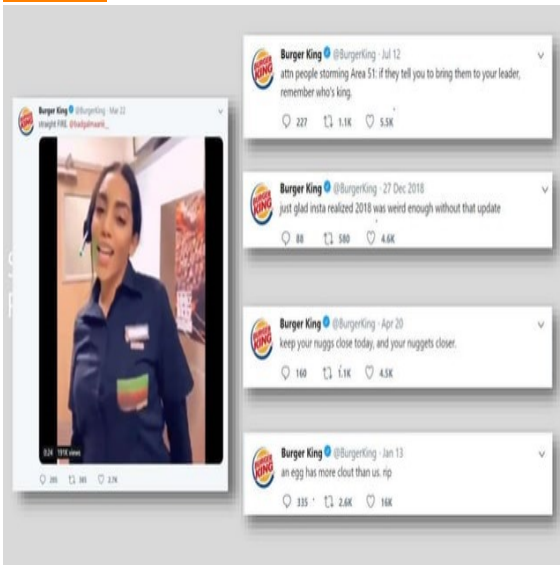 Burger King @BurgerKing · Mar 22
straight FIRE.
0:24 191K views
Burger King @BurgerKing · Jul 12
attn people storming Area 51: if they tell you to bring them to your leader,
remember who's king.
227 1.1K 5.5K
Burger King @BurgerKing · 27 Dec 2018
just glad insta realized 2018 was weird enough without that update
88 580 4.6K
Burger King @BurgerKing · Apr 20
keep your nuggs close today, and your nuggets closer.
160 1.1K 4.5K
Burger King @BurgerKing · Jan 13
an egg has more clout than us. rip
335 2.6K 16K